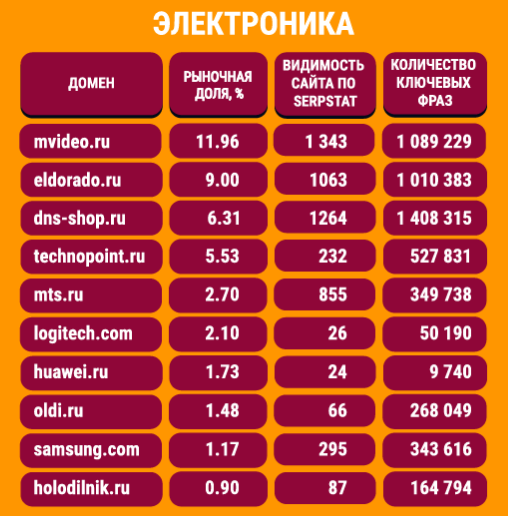 ЭЛЕКТРОНИКА
ДОМЕН
РЫНОЧНАЯ
ДОЛЯ, %
ВИДИМОСТЬ
САЙТА ПО
SERPSTAT
КОЛИЧЕСТВО
КЛЮЧЕВЫХ
ФРАЗ
mvideo.ru 11.96 1 343 1 089 229
eldorado.ru 9.00 1063 1 010 383
dns-shop.ru 6.31 1264 1 408 315
technopoint.ru 5.53 232 527 831
mts.ru 2.70 855 349 738
logitech.com 2.10 26 50 190
huawei.ru 1.73 24 9 740
oldi.ru 1.48 66 268 049
samsung.com 1.17 295 343 616
holodilnik.ru 0.90 87 164 794